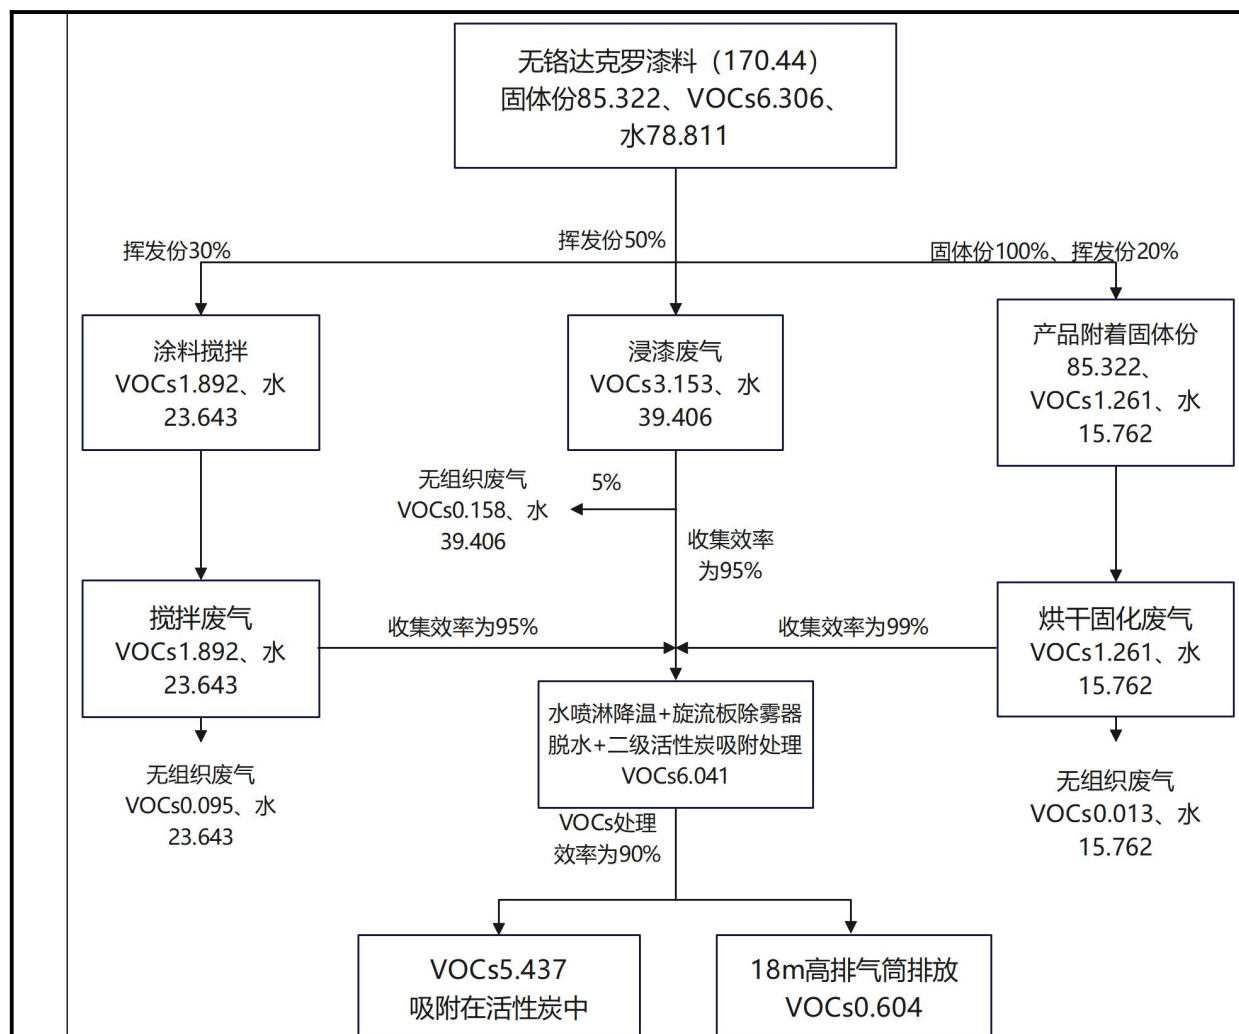 无铬达克罗漆料（170.44）
固体份85.322、VOCs6.306、
水78.811
挥发份30%
挥发份50%
固体份100%、挥发份20%
涂料搅拌
VOCs1.892、水
23.643
浸漆废气
VOCs3.153、水
39.406
产品附着固体份
85.322、
VOCs1.261、水
15.762
无组织废气
VOCs0.158、水
39.406
5%
收集效率
为95%
搅拌废气
VOCs1.892、水
23.643
收集效率为95%
收集效率为99%
烘干固化废气
VOCs1.261、水
15.762
水喷淋降温+旋流板除雾器
脱水+二级活性炭吸附处理
VOCs6.041
无组织废气
VOCs0.095、水
23.643
无组织废气
VOCs0.013、水
15.762
VOCs处理
效率为90%
VOCs5.437
吸附在活性炭中
18m高排气筒排放
VOCs0.604